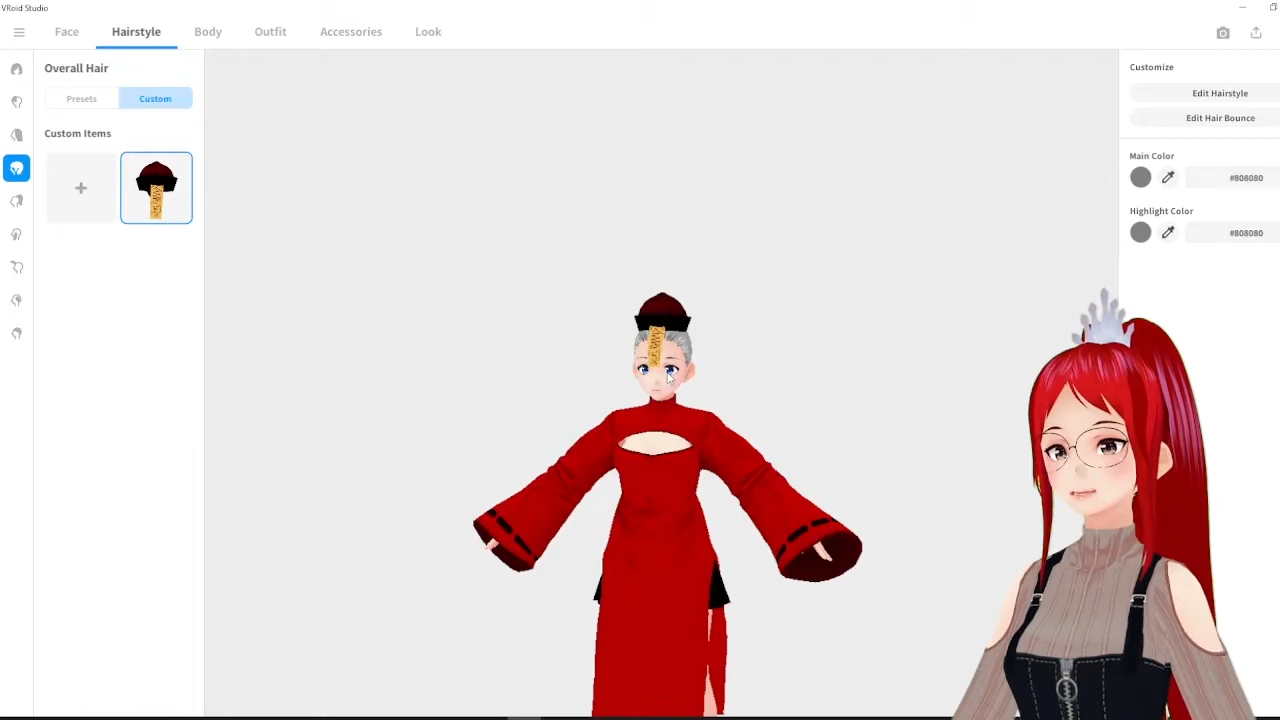 VRoid Studio
Face
Hairstyle
Body
Outfit
Accessories
Look
Overall Hair
Presets
Custom
Custom Items
Customize
Edit Hairstyle
Edit Hair Bounce
Main Color
#808080
Highlight Color
#808080